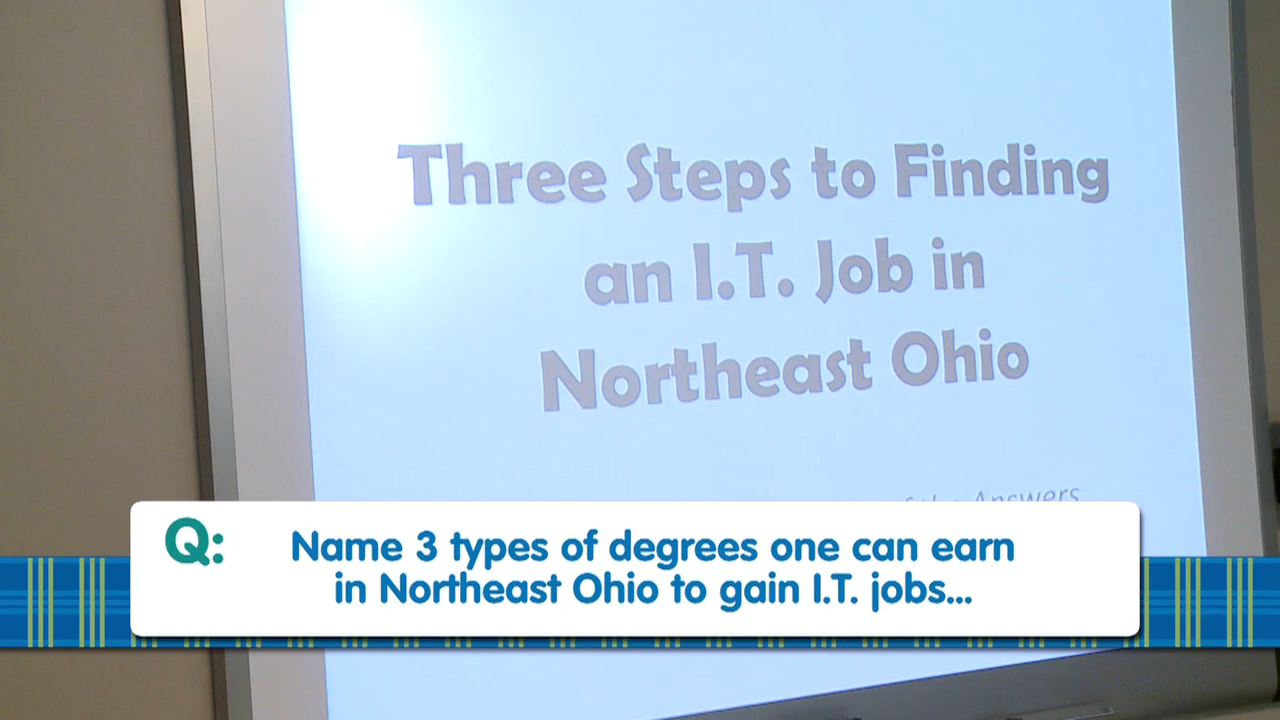 Three Steps to Finding
an I.T. Job in
Northeast Ohio
Answers
Q: Name 3 types of degrees one can earn
in Northeast Ohio to gain I.T. jobs...